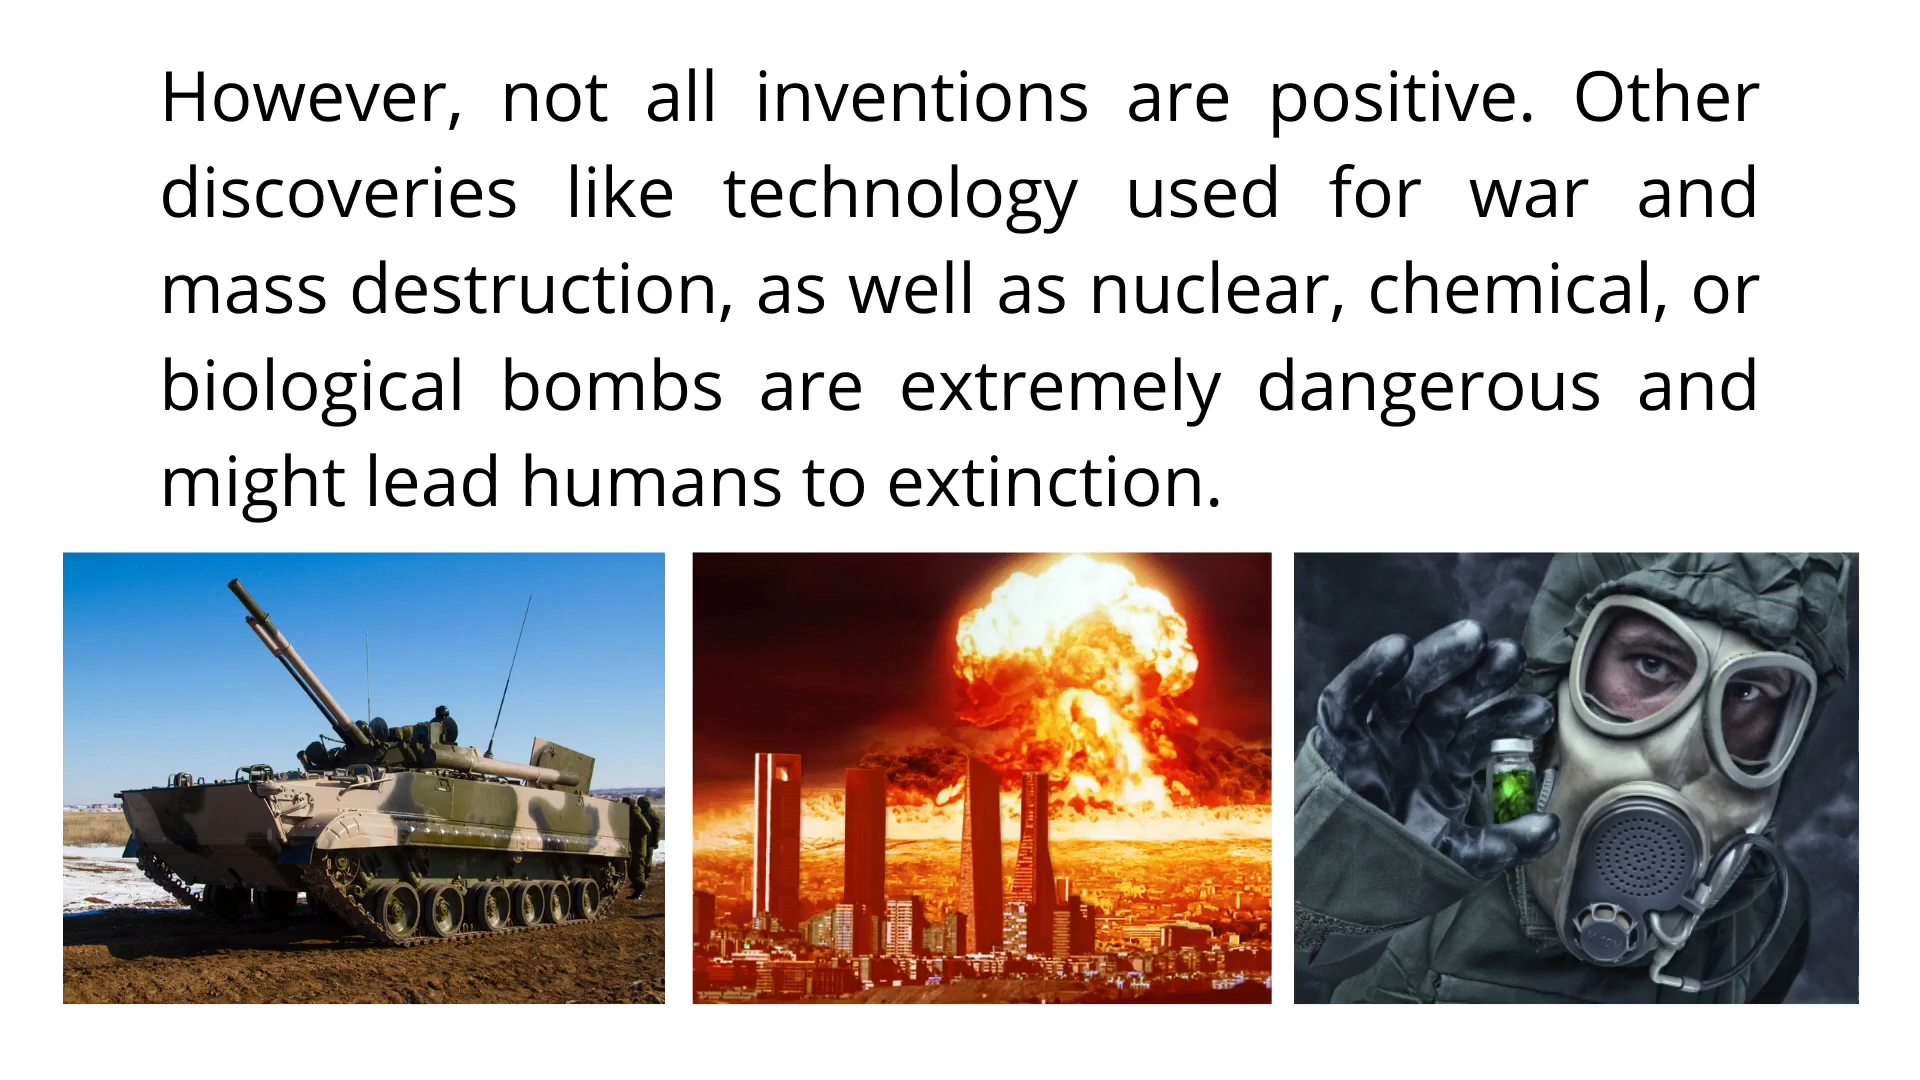 However, not all inventions are positive. Other
discoveries like technology used for war and
mass destruction, as well as nuclear, chemical, or
biological bombs are extremely dangerous and
might lead humans to extinction.